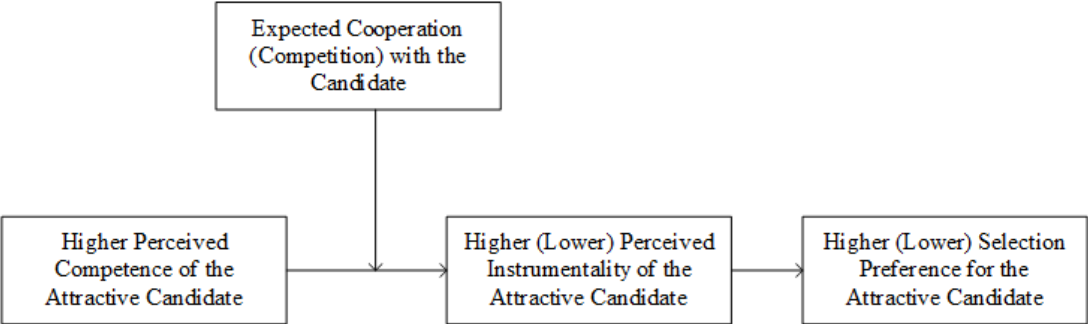 Expected Cooperation
(Competition) with the
Candidate
Higher Perceived
Competence of the
Attractive Candidate
Higher (Lower) Perceived
Instrumentality of the
Attractive Candidate
Higher (Lower) Selection
Preference for the
Attractive Candidate